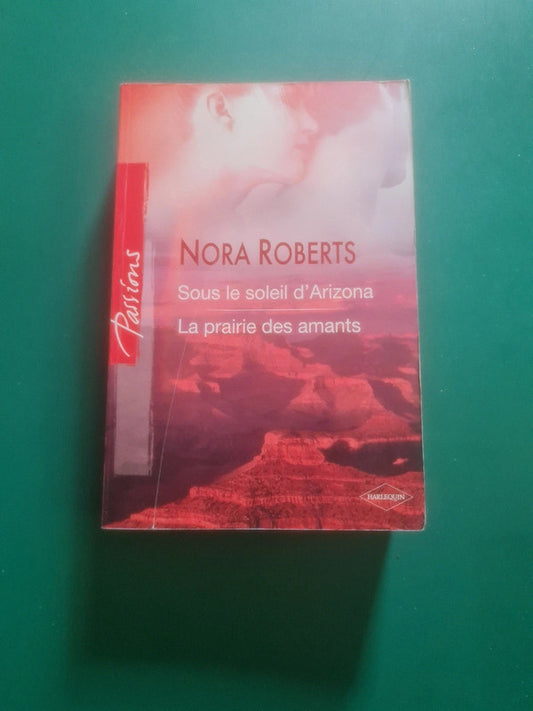 Passions
NORA ROBERTS
Sous le soleil d'Arizona
La prairie des amants
HARLEQUIN